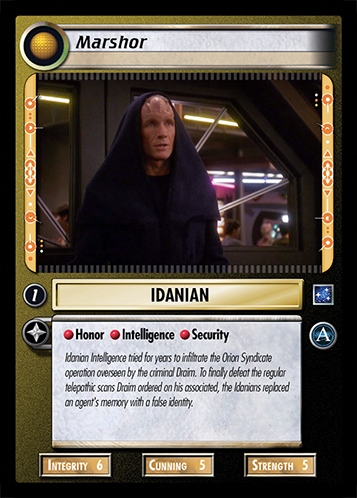 Marshor
1
IDANIAN
Honor Intelligence Security
A
Idanian Intelligence tried for years to infiltrate the Orion Syndicate
operation overseen by the criminal Draim. To finally defeat the regular
telepathic scans Draim ordered on his associated, the Idanians replaced
an agent's memory with a false identity.
INTEGRITY 6 CUNNING 5 STRENGTH 5